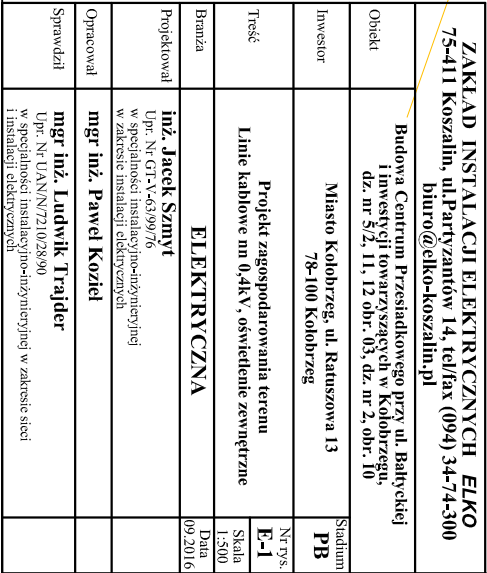 ZAKŁAD INSTALACJI ELEKTRYCZNYCH ELKO
75-411 Koszalin, ul.Partyzantów 14, tel/fax (094) 34-74-300
biuro@elko-koszalin.pl
Obiekt
Budowa Centrum Przesiadkowego przy ul. Bałtyckiej
i inwestycji towarzyszących w Kołobrzegu,
dz. nr 5/2, 11, 12 obr. 03, dz. nr 2, obr. 10
Inwestor
Miasto Kołobrzeg, ul. Ratuszowa 13
78-100 Kołobrzeg
Stadium
PB
Treść
Projekt zagospodarowania terenu
Linie kablowe nn 0,4kV, oświetlenie zewnętrzne
Nr rys.
E-1
Skala
1:500
Branża
ELEKTRYCZNA
Data
09.2016
Projektował
inż. Jacek Szmyt
Upr. Nr GT-V-63/99/76
w specjalności instalacyjno-inżynieryjnej
w zakresie instalacji elektrycznych
Opracował
mgr inż. Paweł Kozieł
Sprawdził
mgr inż. Ludwik Trajder
Upr. Nr UAN/N/7210/28/90
w specjalności instalacyjno-inżynieryjnej w zakresie sieci
i instalacji elektrycznych